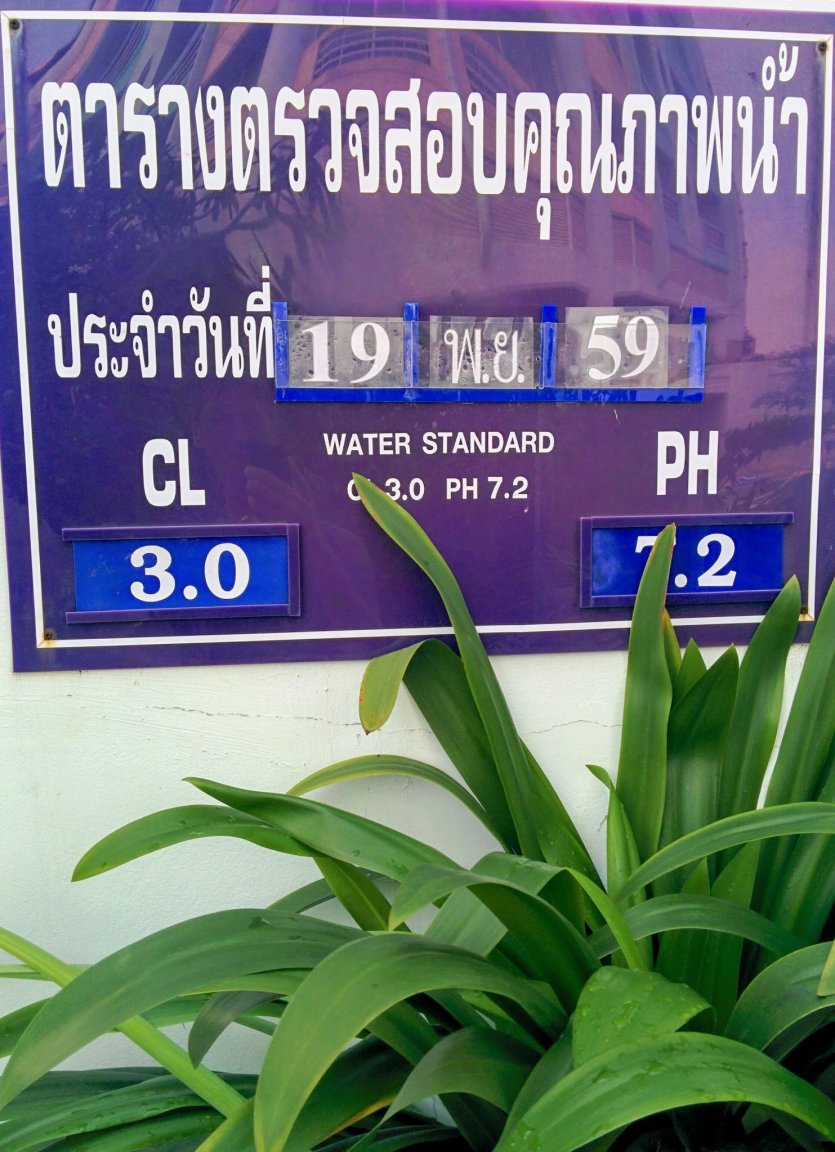 ตารางตรวจสอบคุณภาพน้ำ
ประจำวันที่ 19 พ.ย. 59
CL WATER STANDARD PH
CL 3.0 PH 7.2
3.0 7.2